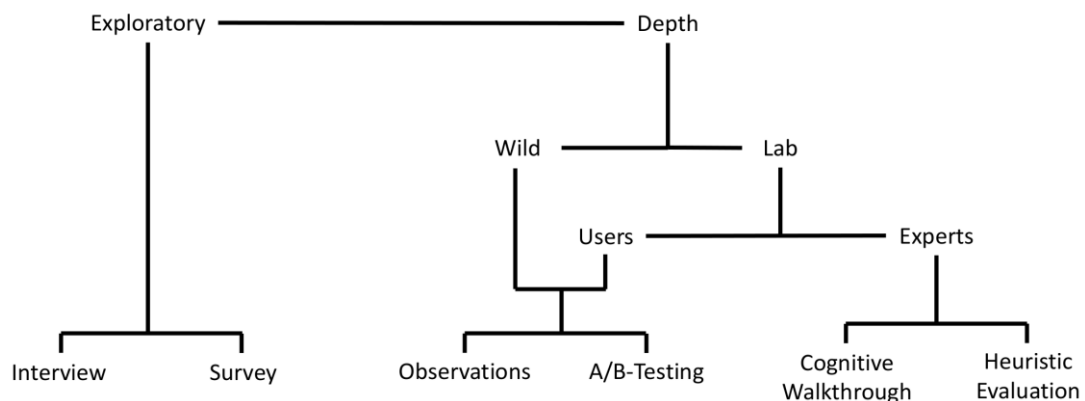 Exploratory
Depth
Wild
Lab
Users
Experts
Interview
Survey
Observations
A/B-Testing
Cognitive
Walkthrough
Heuristic
Evaluation